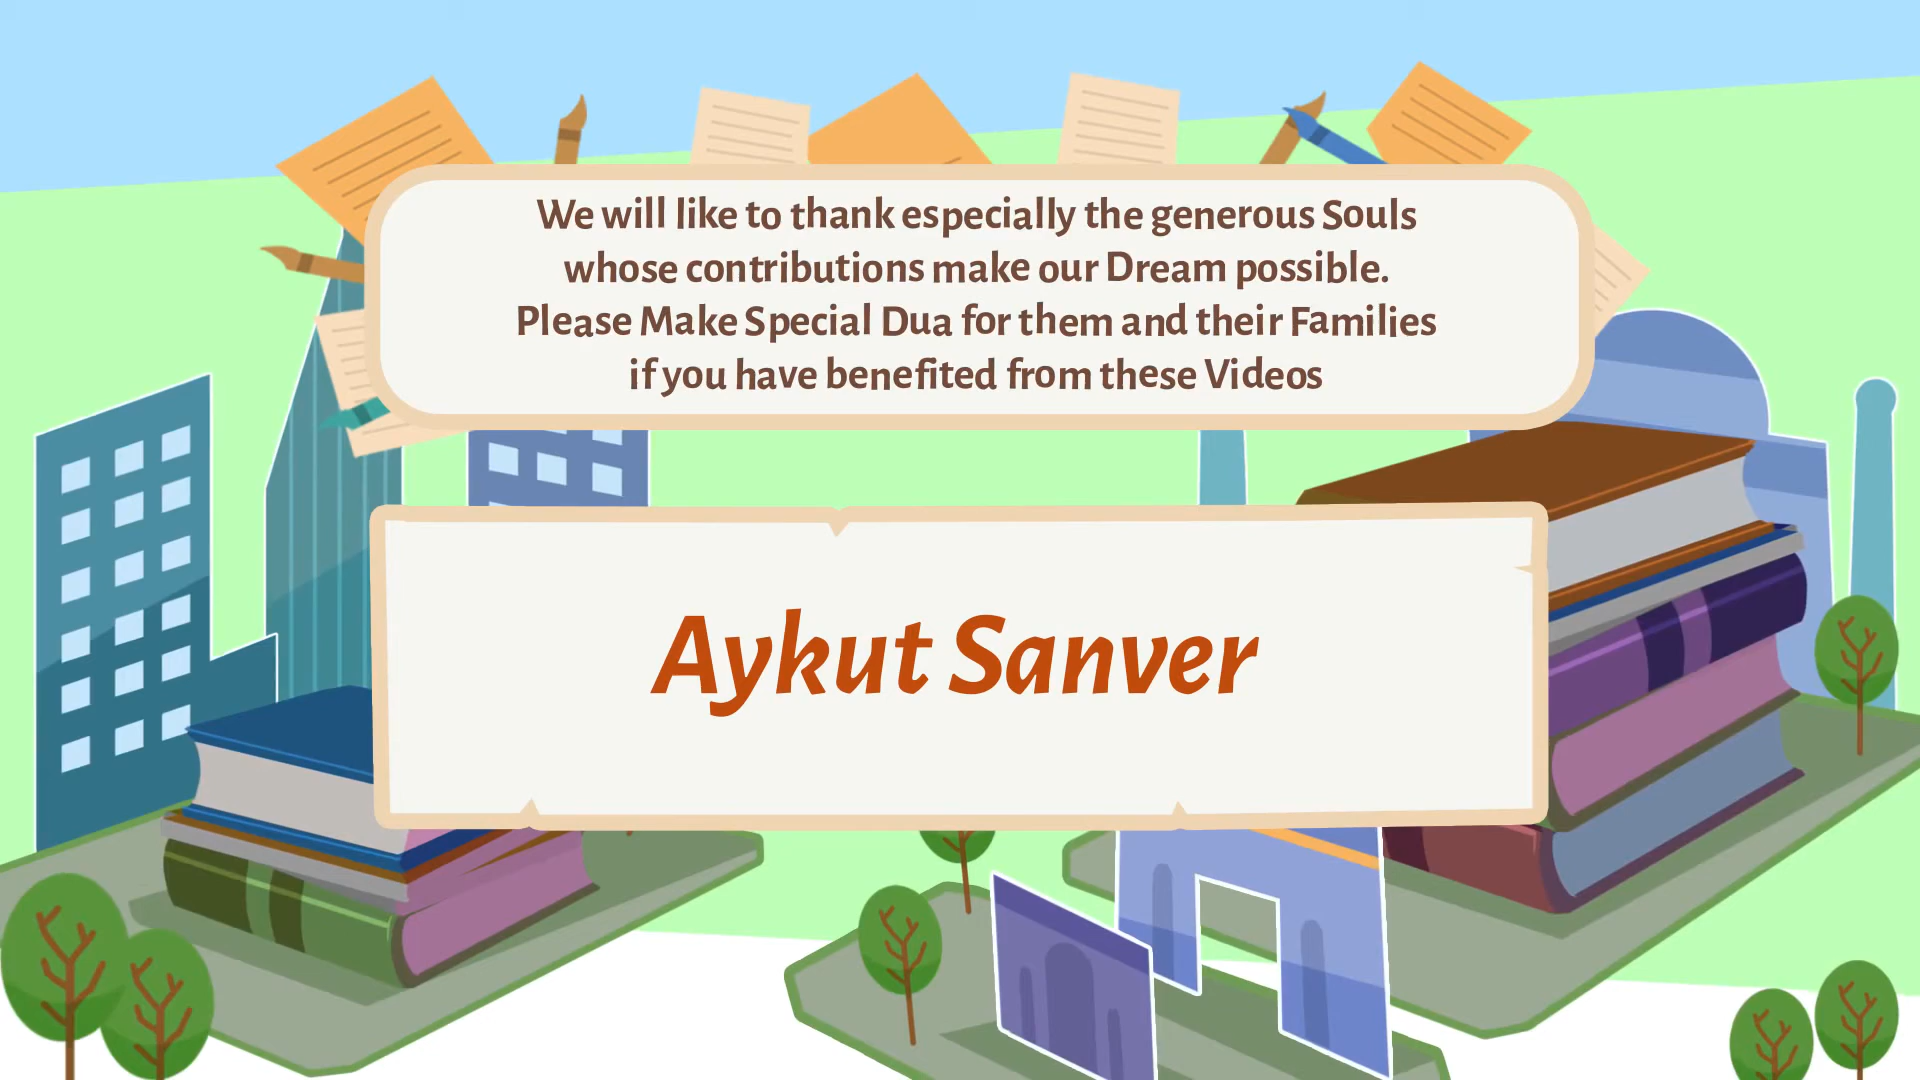 We will like to thank especially the generous Souls
whose contributions make our Dream possible.
Please Make Special Dua for them and their Families
if you have benefited from these Videos
Aykut Sanver